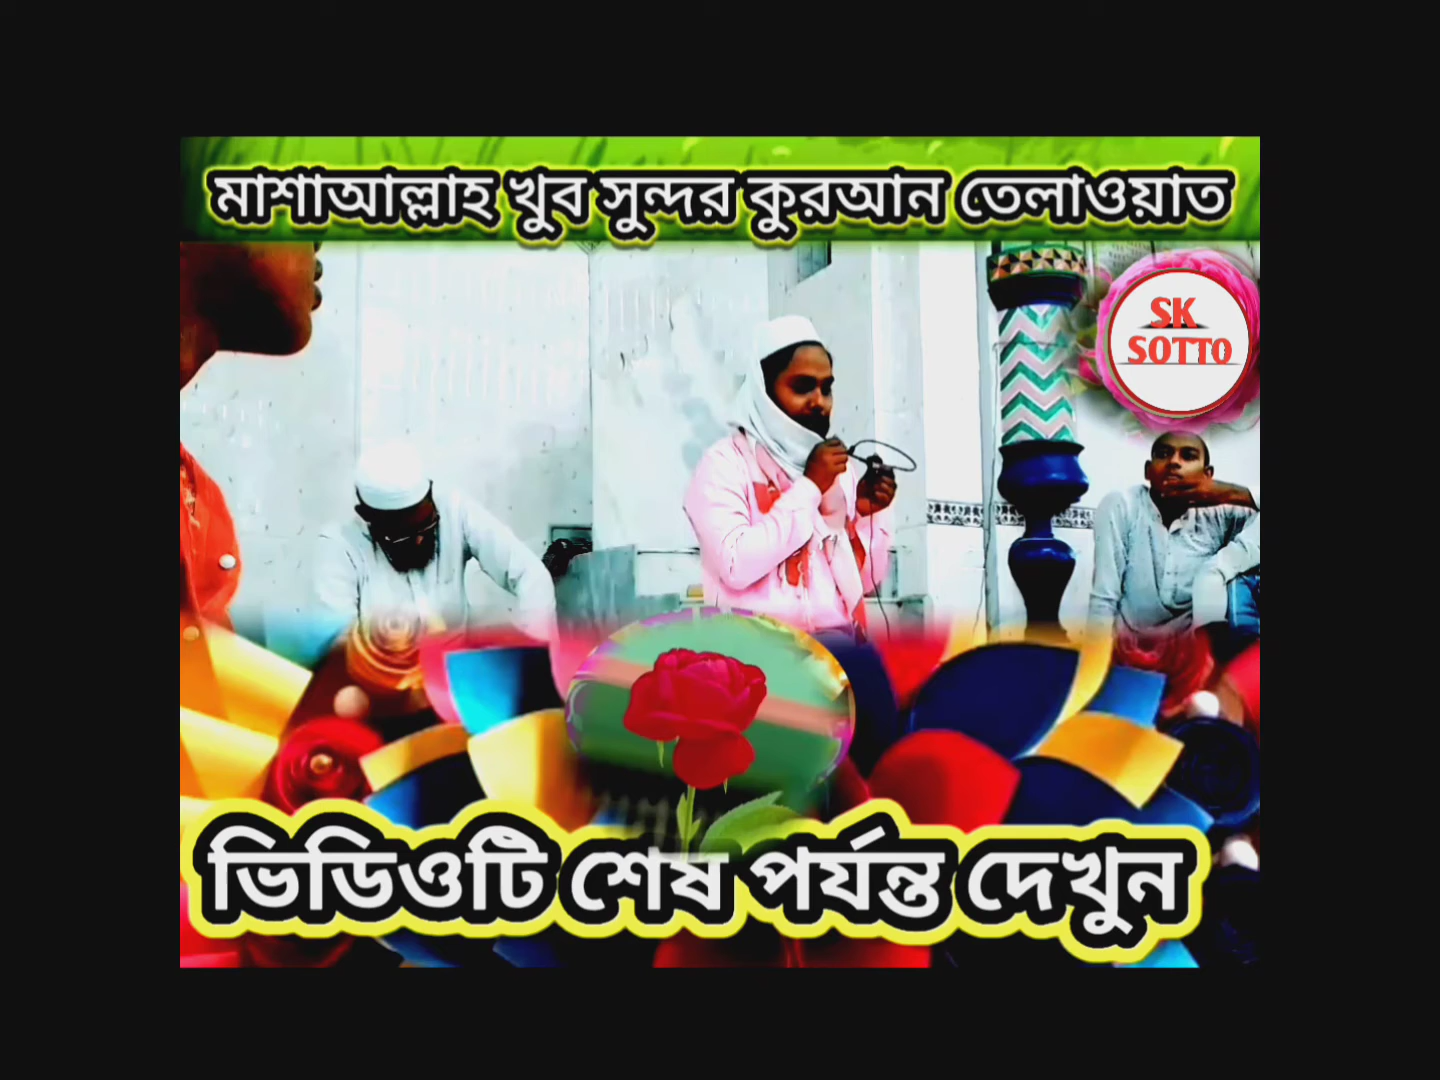 মাশাআল্লাহ খুব সুন্দর কুরআন তেলাওয়াত
SK
SOTTO
ভিডিওটি শেষ পর্যন্ত দেখুন